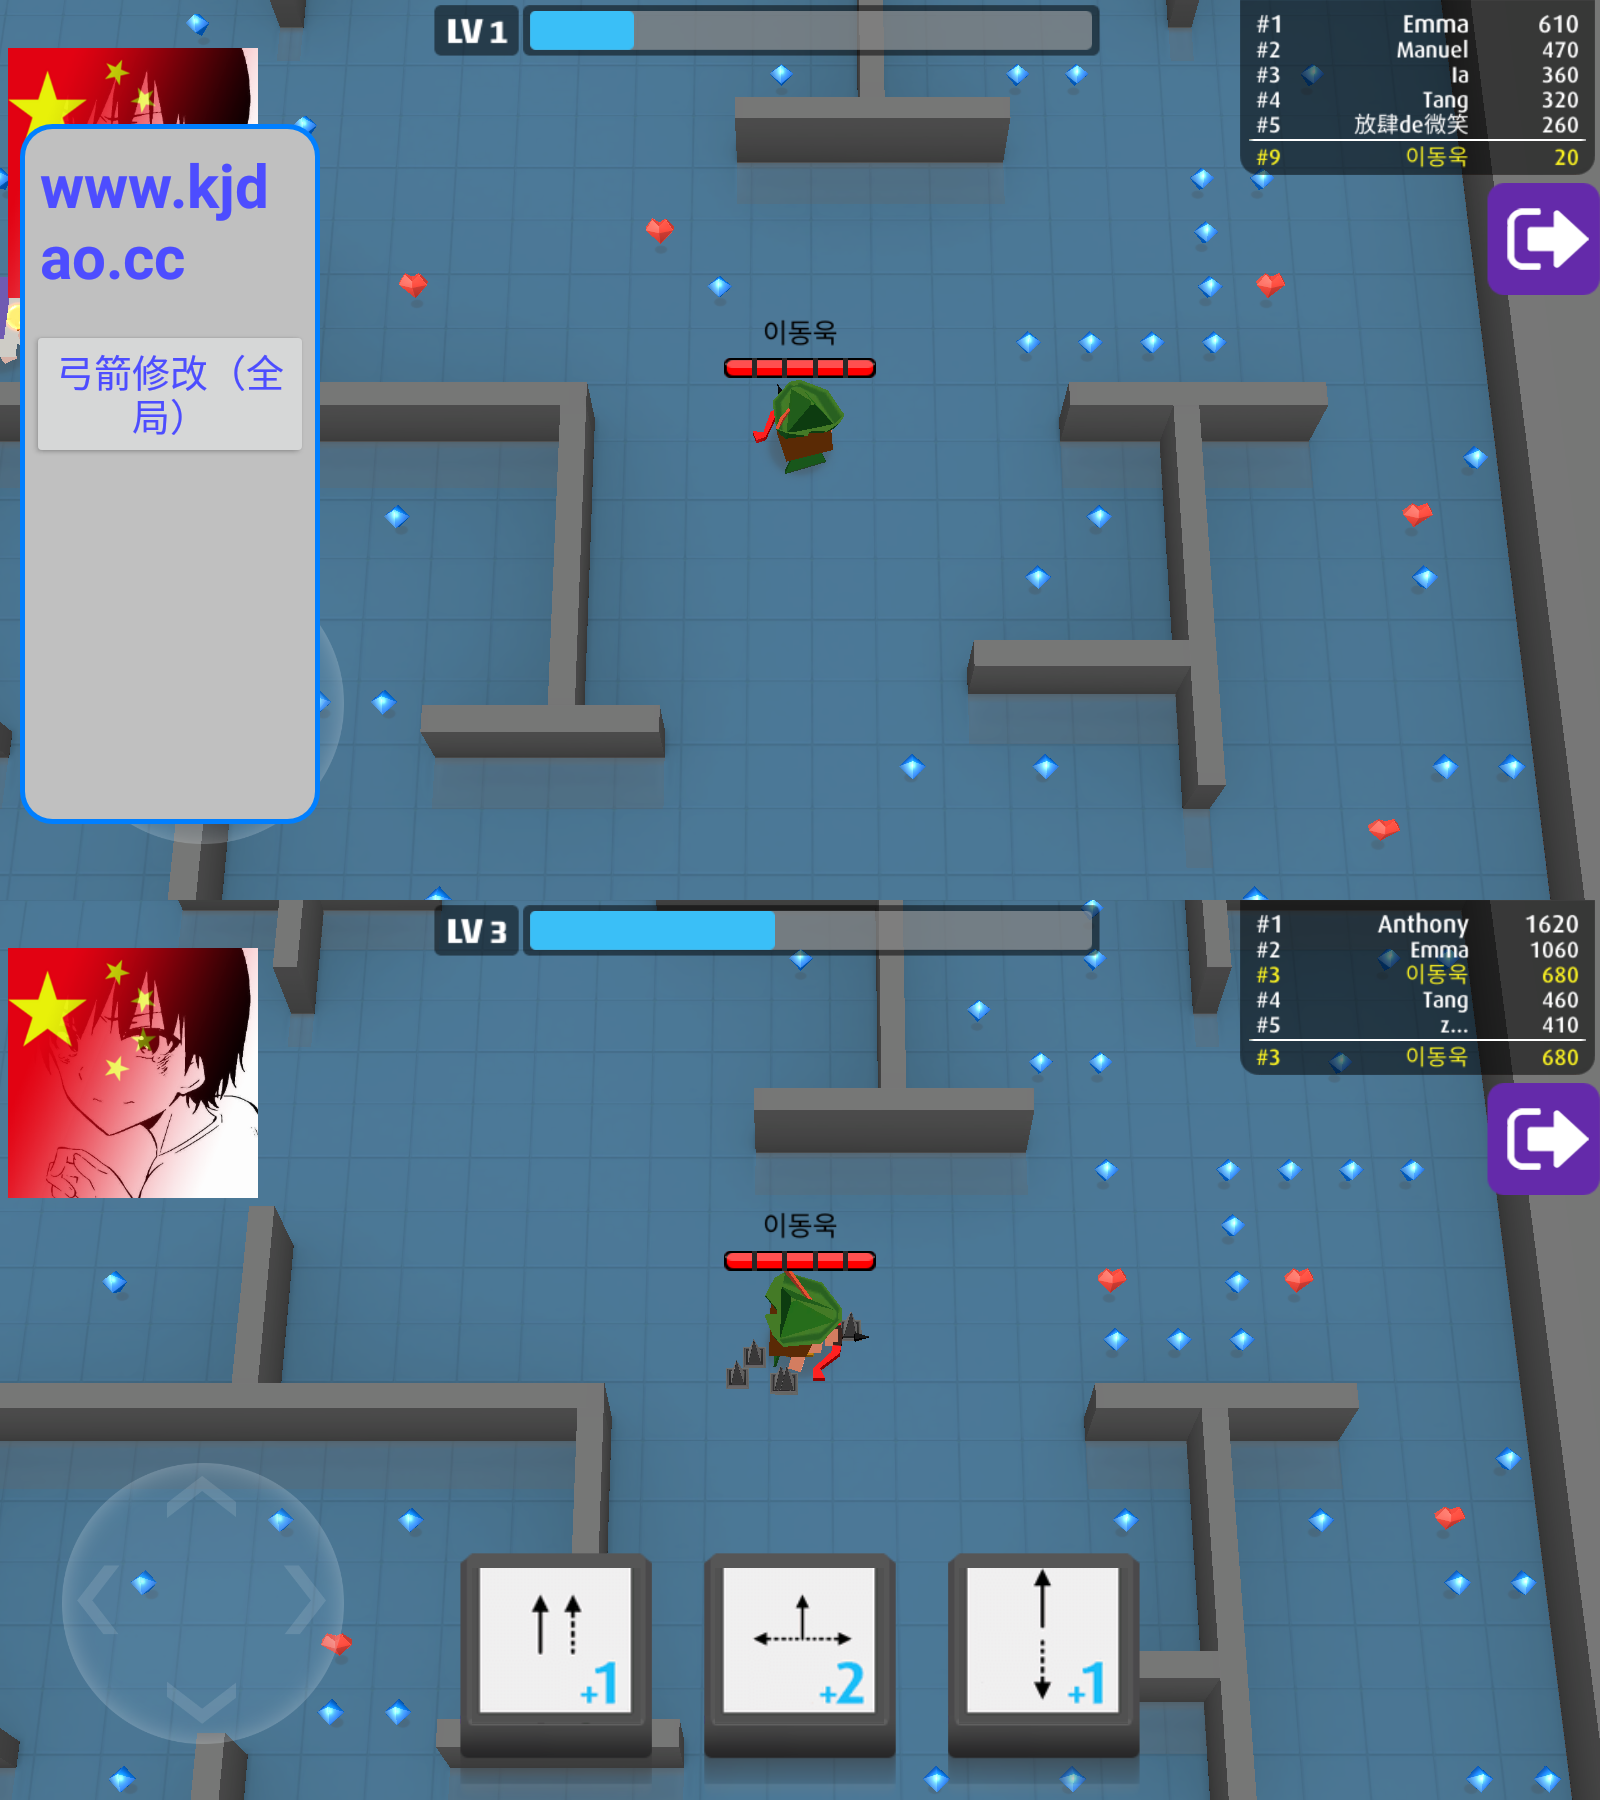 LV 1
#1 Emma 610
#2 Manuel 470
#3 la 360
#4 Tang 320
#5 放肆de微笑 260
#9 이동욱 20
www.kjd
ao.cc
弓箭修改（全
局）
이동욱
LV 3
#1 Anthony 1620
#2 Emma 1060
#3 이동욱 680
#4 Tang 460
#5 z... 410
#3 이동욱 680
이동욱
+1
+2
+1